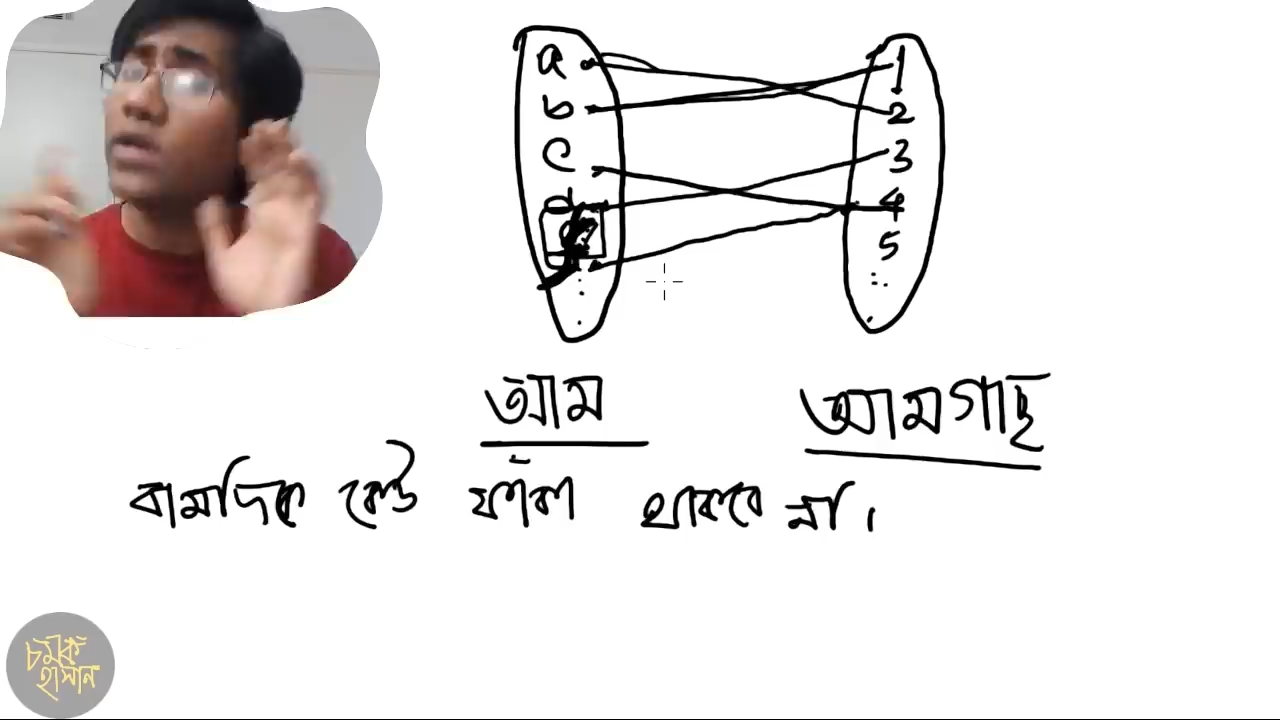 a 1
b 2
c 3
d 4
5
আম আমগাছ
বামদিকে কেউ ফাঁকা থাকবে না।
চমক
হাসান